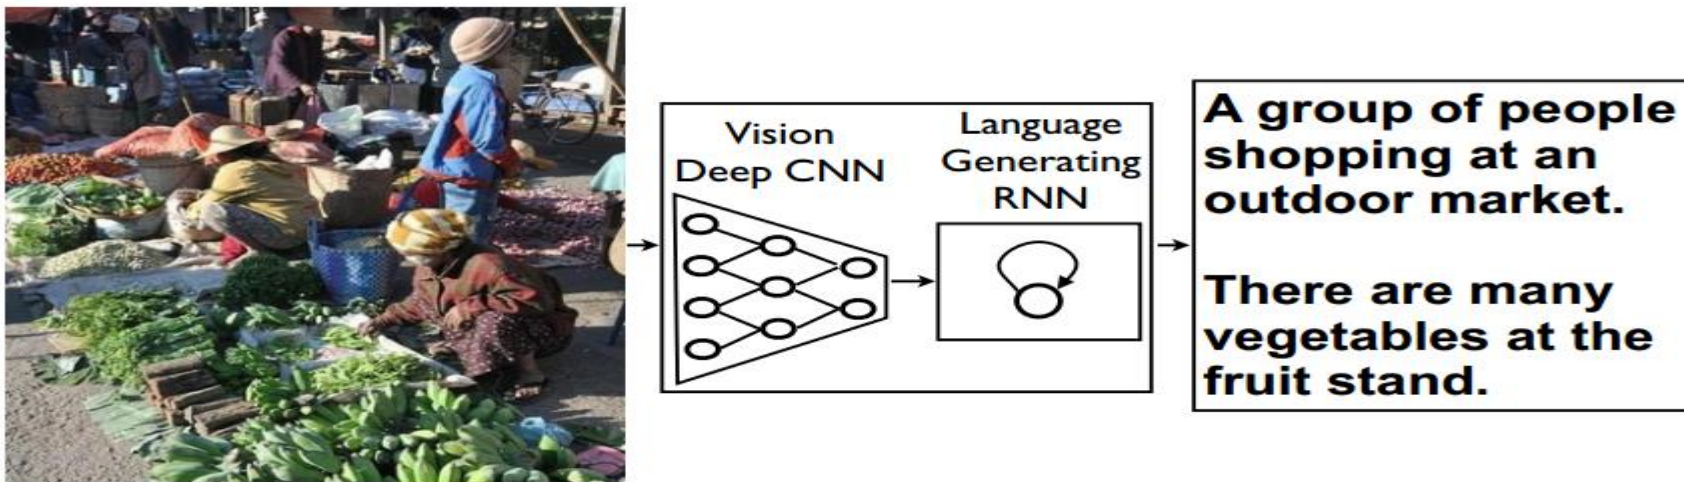 Vision
Deep CNN
Language
Generating
RNN
A group of people
shopping at an
outdoor market.
There are many
vegetables at the
fruit stand.